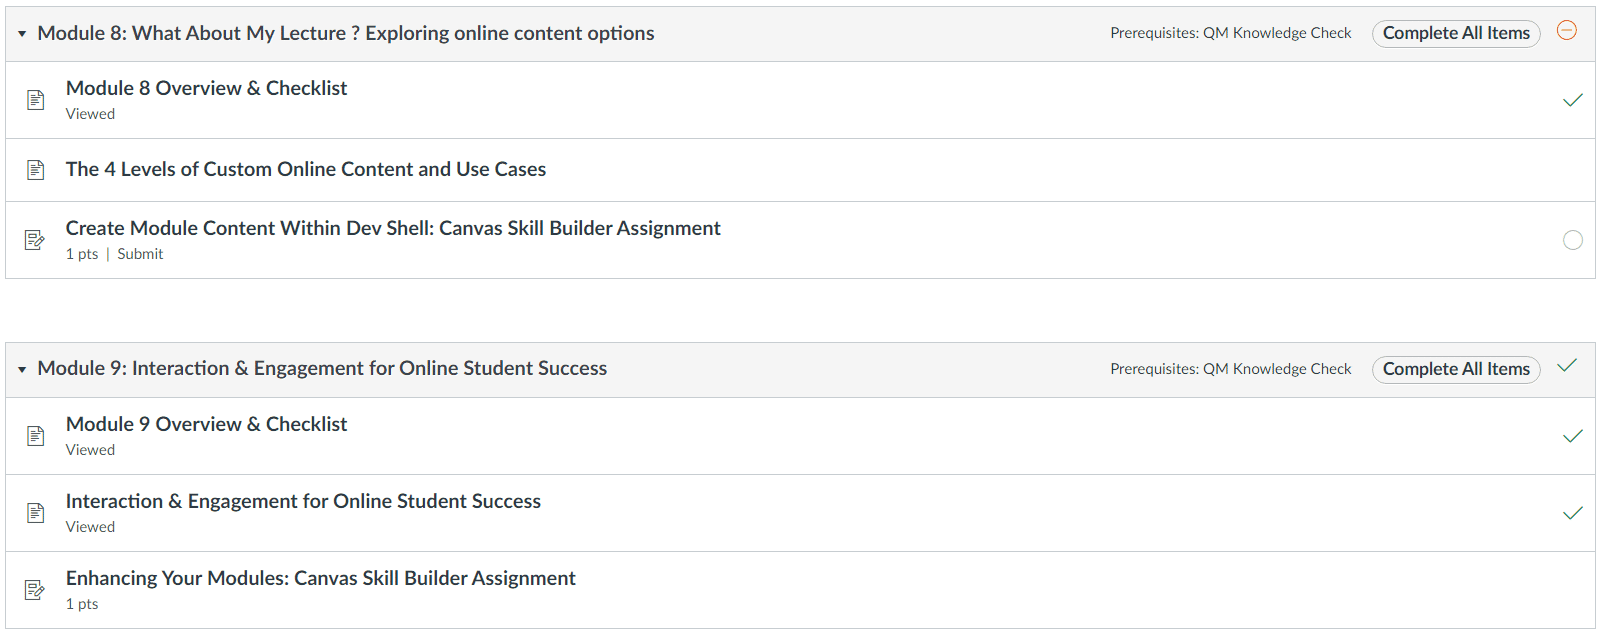 Module 8: What About My Lecture ? Exploring online content options
Prerequisites: QM Knowledge Check
Complete All Items
Module 8 Overview & Checklist
Viewed
The 4 Levels of Custom Online Content and Use Cases
Create Module Content Within Dev Shell: Canvas Skill Builder Assignment
1 pts | Submit
Module 9: Interaction & Engagement for Online Student Success
Prerequisites: QM Knowledge Check
Complete All Items
Module 9 Overview & Checklist
Viewed
Interaction & Engagement for Online Student Success
Viewed
Enhancing Your Modules: Canvas Skill Builder Assignment
1 pts